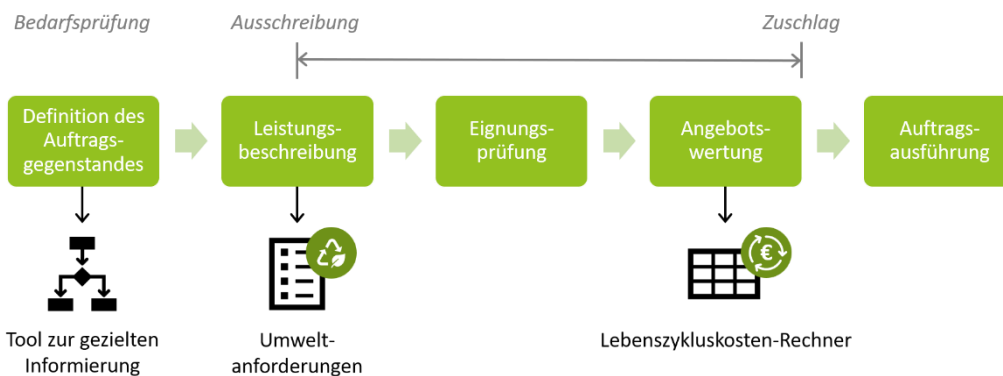 Bedarfsprüfung
Ausschreibung
Zuschlag
Definition des
Auftrags-
gegenstandes
Leistungs-
beschreibung
Eignungs-
prüfung
Angebots-
wertung
Auftrags-
ausführung
€
Tool zur gezielten
Informierung
Umwelt-
anforderungen
Lebenszykluskosten-Rechner